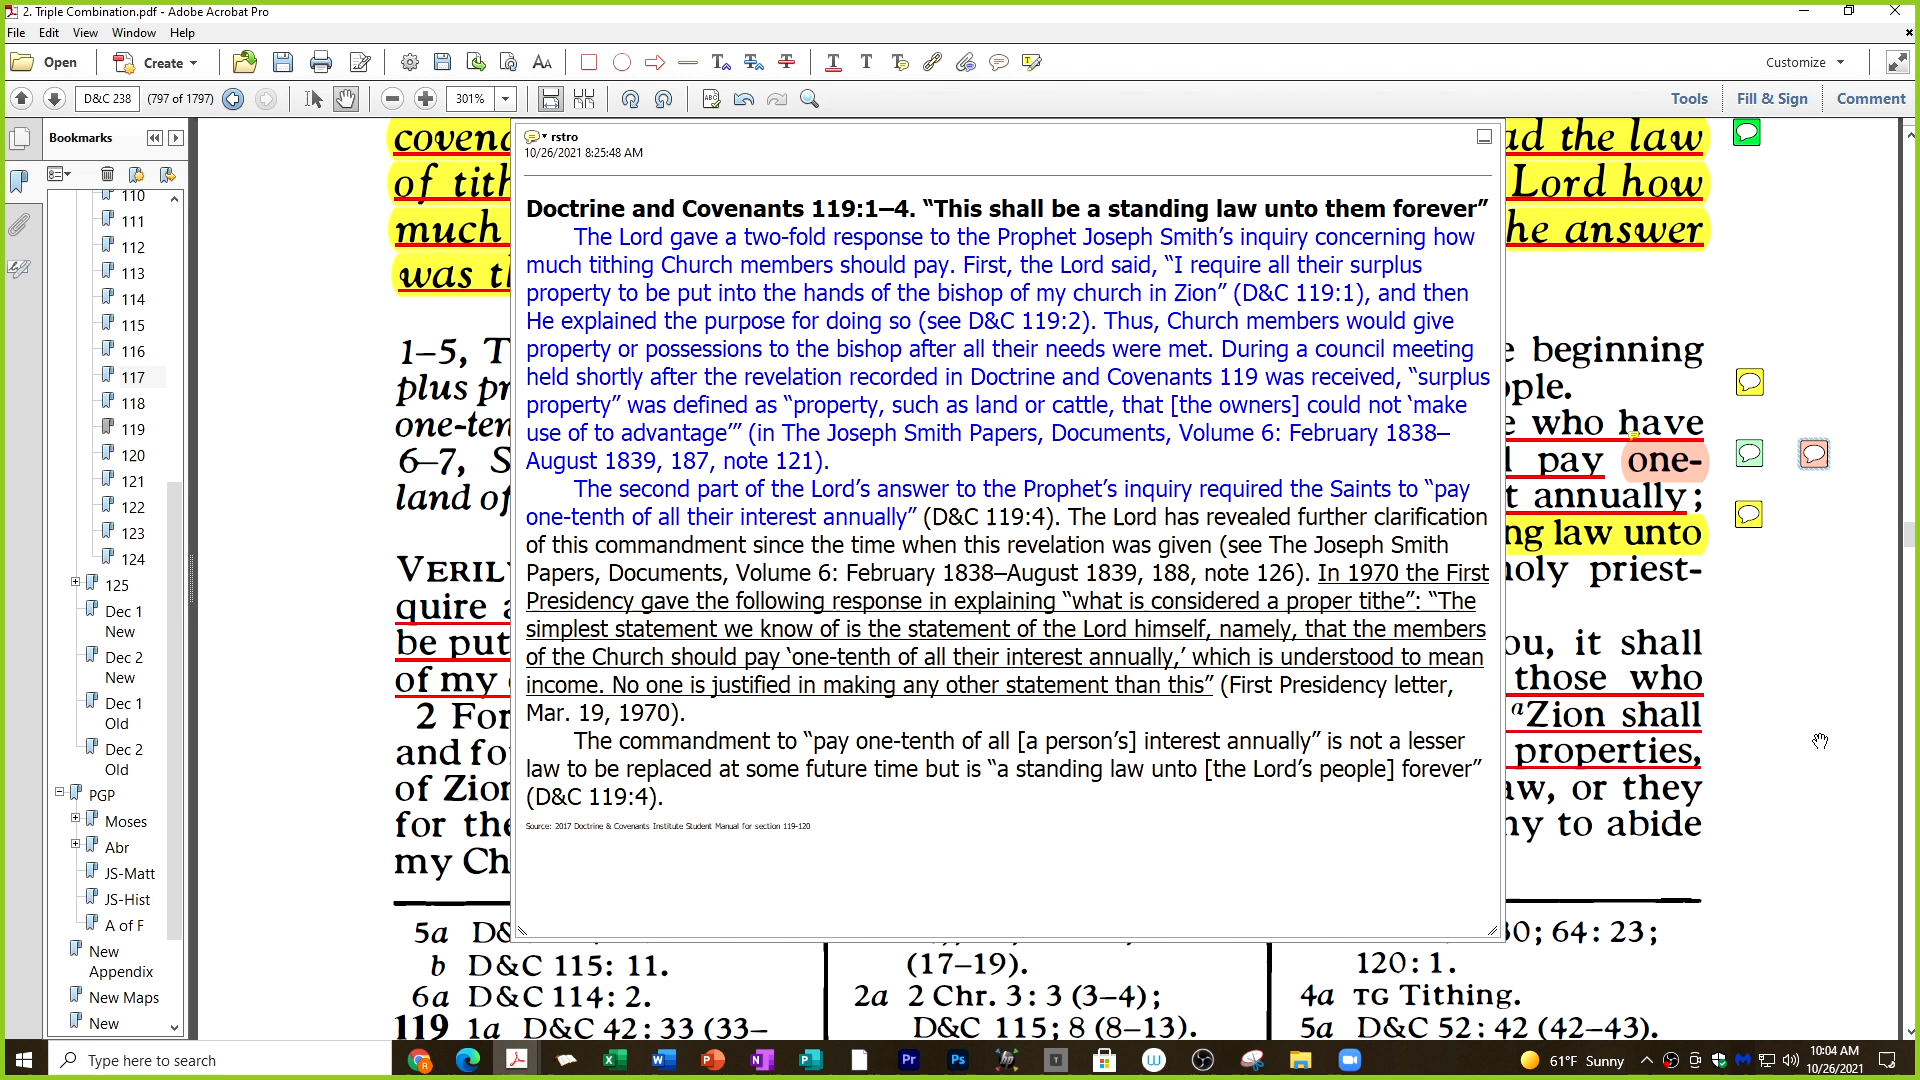 2. Triple Combination.pdf - Adobe Acrobat Pro
File Edit View Window Help
Open Create Customize
D&C 238 (797 of 1797) 301% Tools Fill & Sign Comment
Bookmarks
110
111
112
113
114
115
116
117
118
119
120
121
122
123
124
125
Dec 1
New
Dec 2
New
Dec 1
Old
Dec 2
Old
PGP
Moses
Abr
JS-Matt
JS-Hist
A of F
New
Appendix
New Maps
New
of
much
1–5,
one-ten
6–7,
land of
VERILY
quire
be put
of my
2 For
and fo
of Zion
for the
my Ch
rstro
10/26/2021 8:25:48 AM
Doctrine and Covenants 119:1–4. “This shall be a standing law unto them forever”
The Lord gave a two-fold response to the Prophet Joseph Smith’s inquiry concerning how
much tithing Church members should pay. First, the Lord said, “I require all their surplus
property to be put into the hands of the bishop of my church in Zion” (D&C 119:1), and then
He explained the purpose for doing so (see D&C 119:2). Thus, Church members would give
property or possessions to the bishop after all their needs were met. During a council meeting
held shortly after the revelation recorded in Doctrine and Covenants 119 was received, “surplus
property” was defined as “property, such as land or cattle, that [the owners] could not ‘make
use of to advantage’” (in The Joseph Smith Papers, Documents, Volume 6: February 1838–
August 1839, 187, note 121).
The second part of the Lord’s answer to the Prophet’s inquiry required the Saints to “pay
one-tenth of all their interest annually” (D&C 119:4). The Lord has revealed further clarification
of this commandment since the time when this revelation was given (see The Joseph Smith
Papers, Documents, Volume 6: February 1838–August 1839, 188, note 126). In 1970 the First
Presidency gave the following response in explaining “what is considered a proper tithe”: “The
simplest statement we know of is the statement of the Lord himself, namely, that the members
of the Church should pay ‘one-tenth of all their interest annually,’ which is understood to mean
income. No one is justified in making any other statement than this” (First Presidency letter,
Mar. 19, 1970).
The commandment to “pay one-tenth of all [a person’s] interest annually” is not a lesser
law to be replaced at some future time but is “a standing law unto [the Lord’s people] forever”
(D&C 119:4).
Source: 2017 Doctrine & Covenants Institute Student Manual for section 119-120
the law
Lord how
he answer
beginning
ople.
who have
pay one-
annually;
ng law unto
holy priest-
ou, it shall
those who
aZion shall
properties,
aw, or they
to abide
5a D&C
b D&C 115: 11.
6a D&C 114: 2.
119 1a D&C 42: 33 (33–
(17–19).
2a 2 Chr. 3: 3 (3–4);
D&C 115: 8 (8–13).
30; 64: 23;
120: 1.
4a TG Tithing.
5a D&C 52: 42 (42–43).
Type here to search
61°F Sunny
10:04 AM
10/26/2021